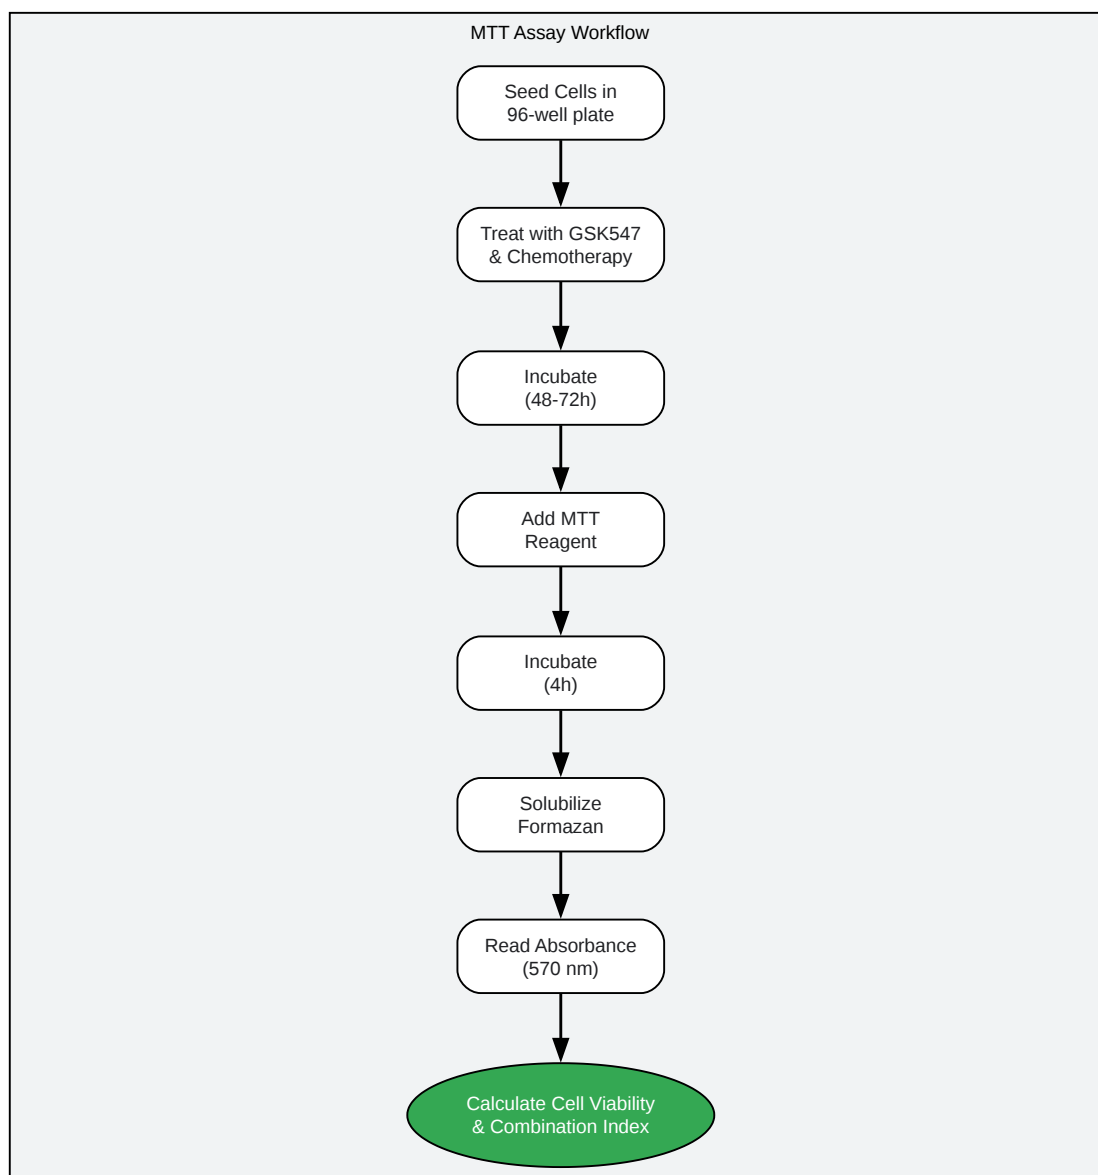 MTT Assay Workflow
Seed Cells in
96-well plate
Treat with GSK547
& Chemotherapy
Incubate
(48-72h)
Add MTT
Reagent
Incubate
(4h)
Solubilize
Formazan
Read Absorbance
(570 nm)
Calculate Cell Viability
& Combination Index